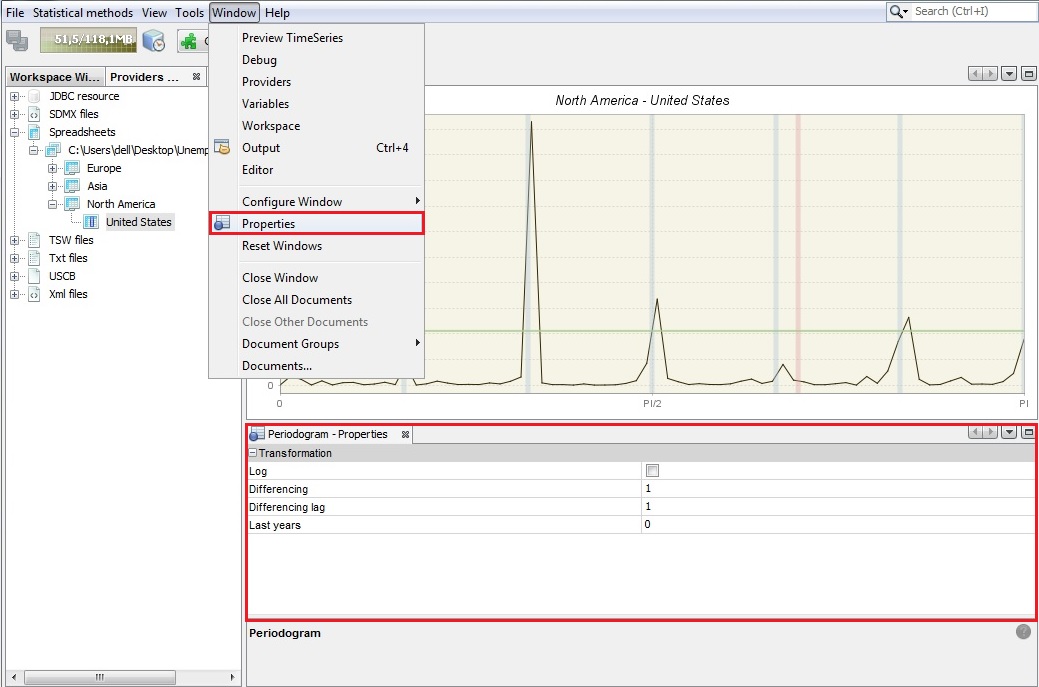 File Statistical methods View Tools Window Help
Search (Ctrl+I)
51,5/118,1MB
Workspace Wi...
Providers ...
JDBC resource
SDMX files
Spreadsheets
C:\Users\dell\Desktop\Unemp
Europe
Asia
North America
United States
TSW files
Txt files
USCB
Xml files
Preview TimeSeries
Debug
Providers
Variables
Workspace
Output Ctrl+4
Editor
Configure Window
Properties
Reset Windows
Close Window
Close All Documents
Close Other Documents
Document Groups
Documents...
North America - United States
0
0 PI/2 PI
Periodogram - Properties
Transformation
Log
Differencing 1
Differencing lag 1
Last years 0
Periodogram
?